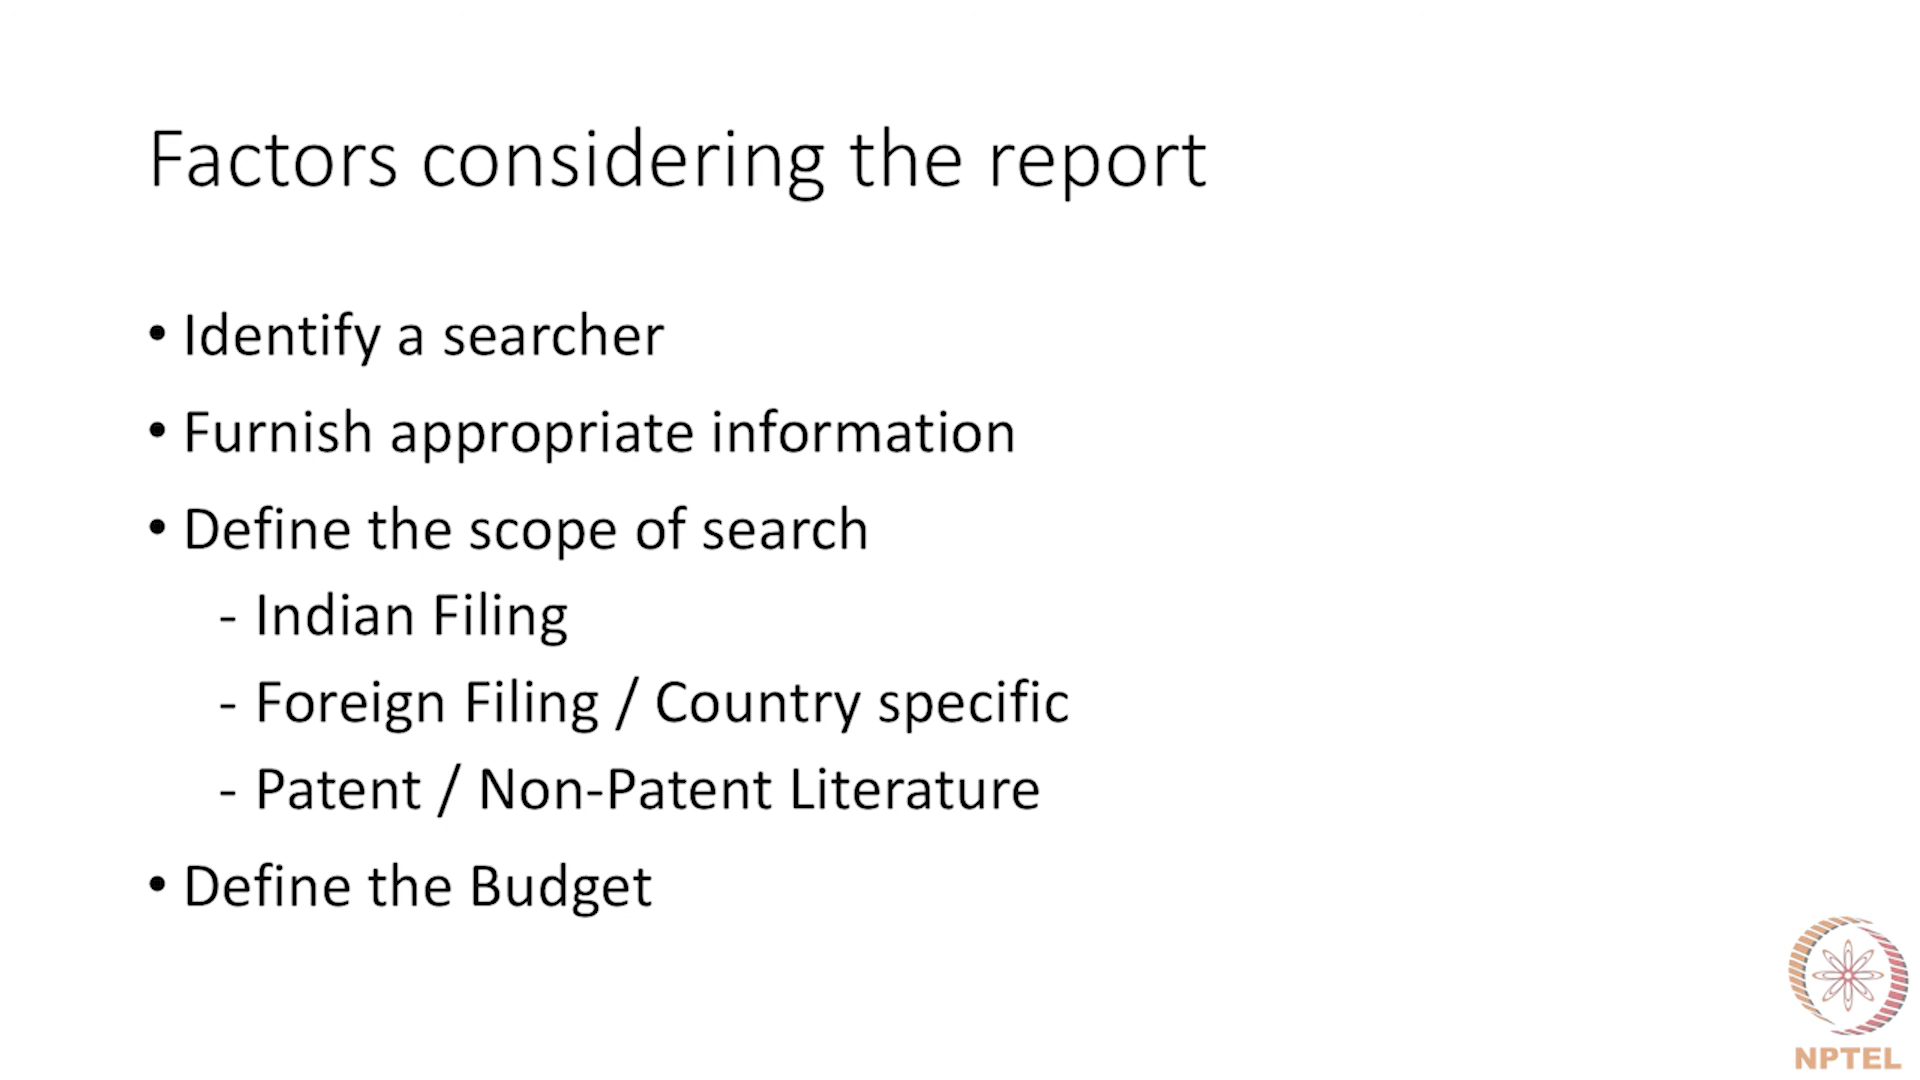 Factors considering the report
• Identify a searcher
• Furnish appropriate information
• Define the scope of search
- Indian Filing
- Foreign Filing / Country specific
- Patent / Non-Patent Literature
• Define the Budget
NPTEL